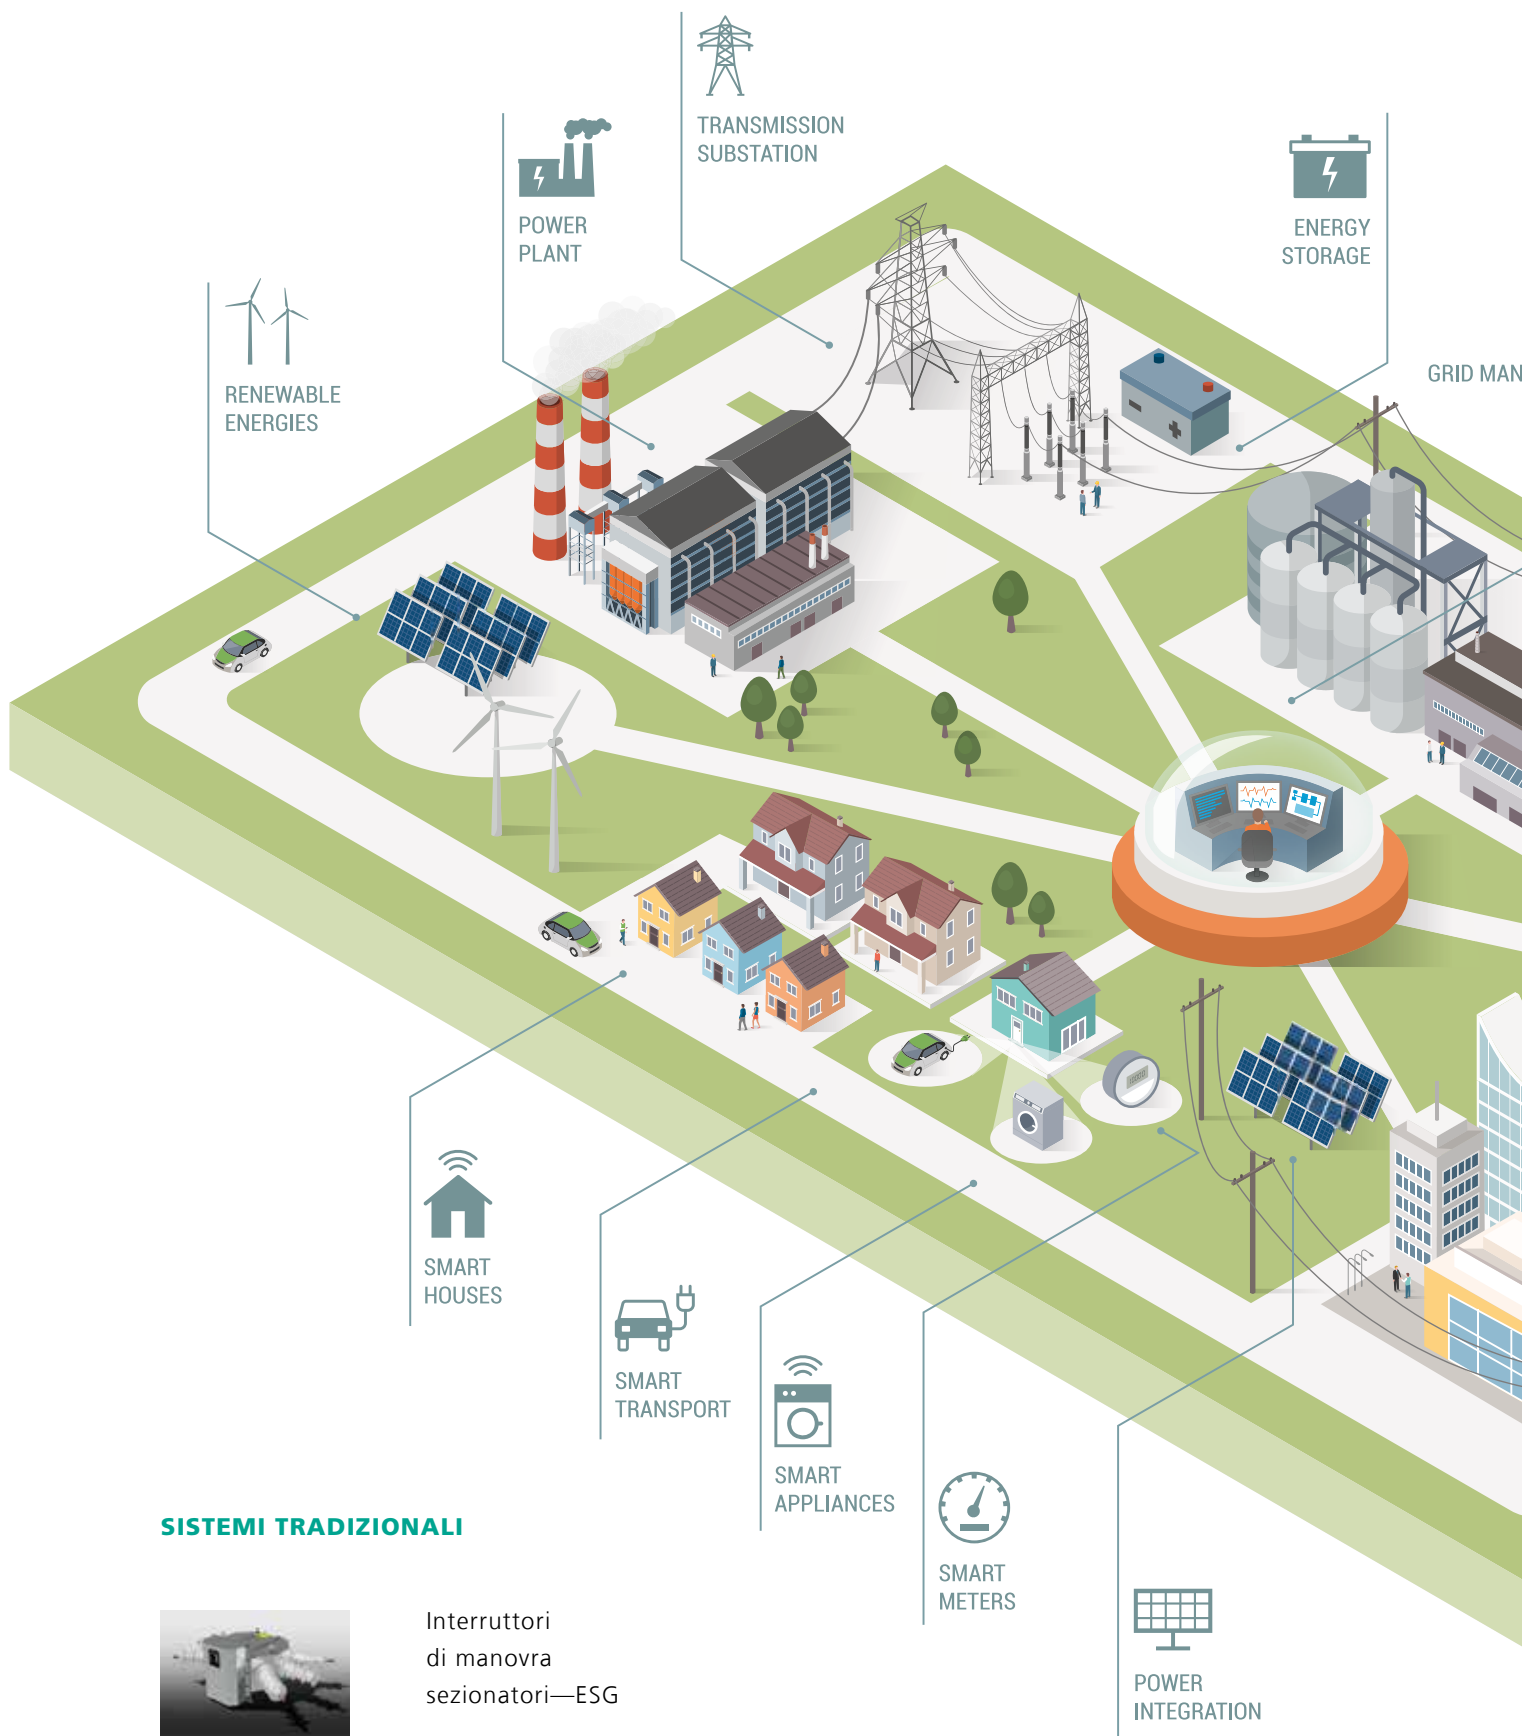 TRANSMISSION
SUBSTATION
POWER
PLANT
ENERGY
STORAGE
RENEWABLE
ENERGIES
GRID MAN
SMART
HOUSES
SMART
TRANSPORT
SMART
APPLIANCES
SMART
METERS
POWER
INTEGRATION
SISTEMI TRADIZIONALI
Interruttori
di manovra
sezionatori—ESG